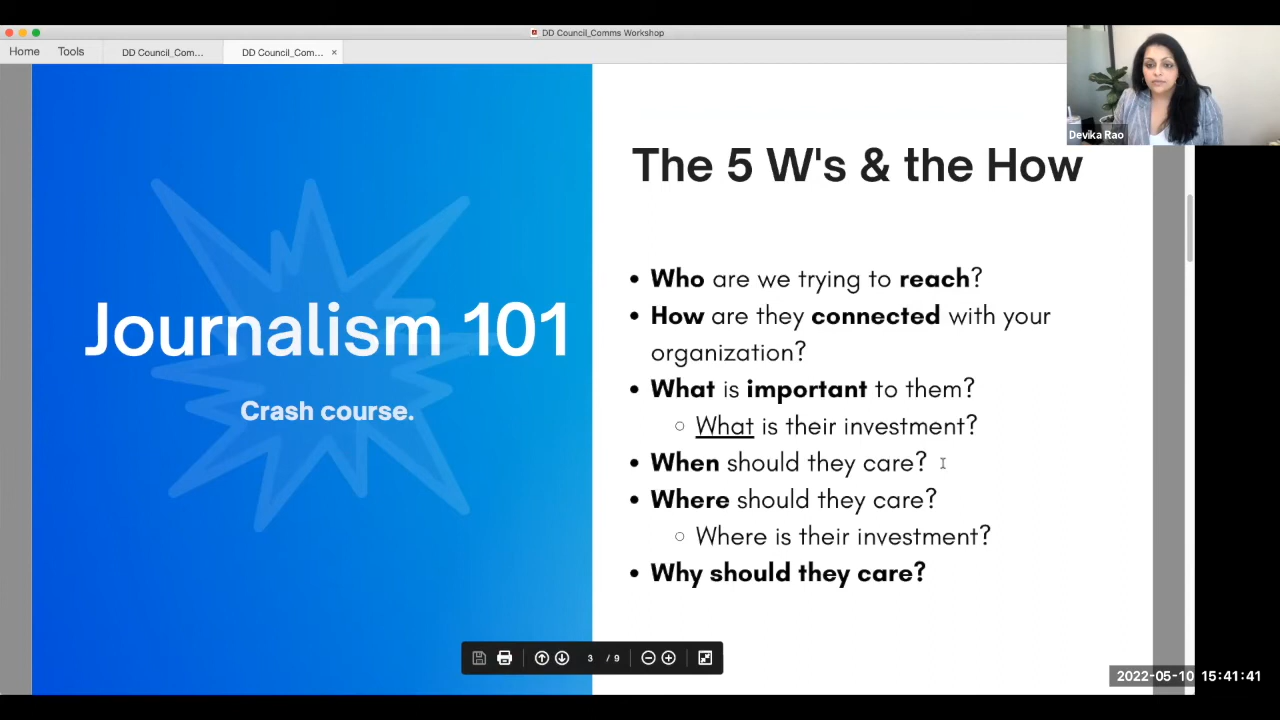 DD Council_Comms Workshop
Home
Tools
DD Council_Com...
DD Council_Com... ×
Devika Rao
Journalism 101
Crash course.
The 5 W's & the How
• Who are we trying to reach?
• How are they connected with your
organization?
• What is important to them?
○ What is their investment?
• When should they care?
• Where should they care?
○ Where is their investment?
• Why should they care?
3 / 9
2022-05-10 15:41:41